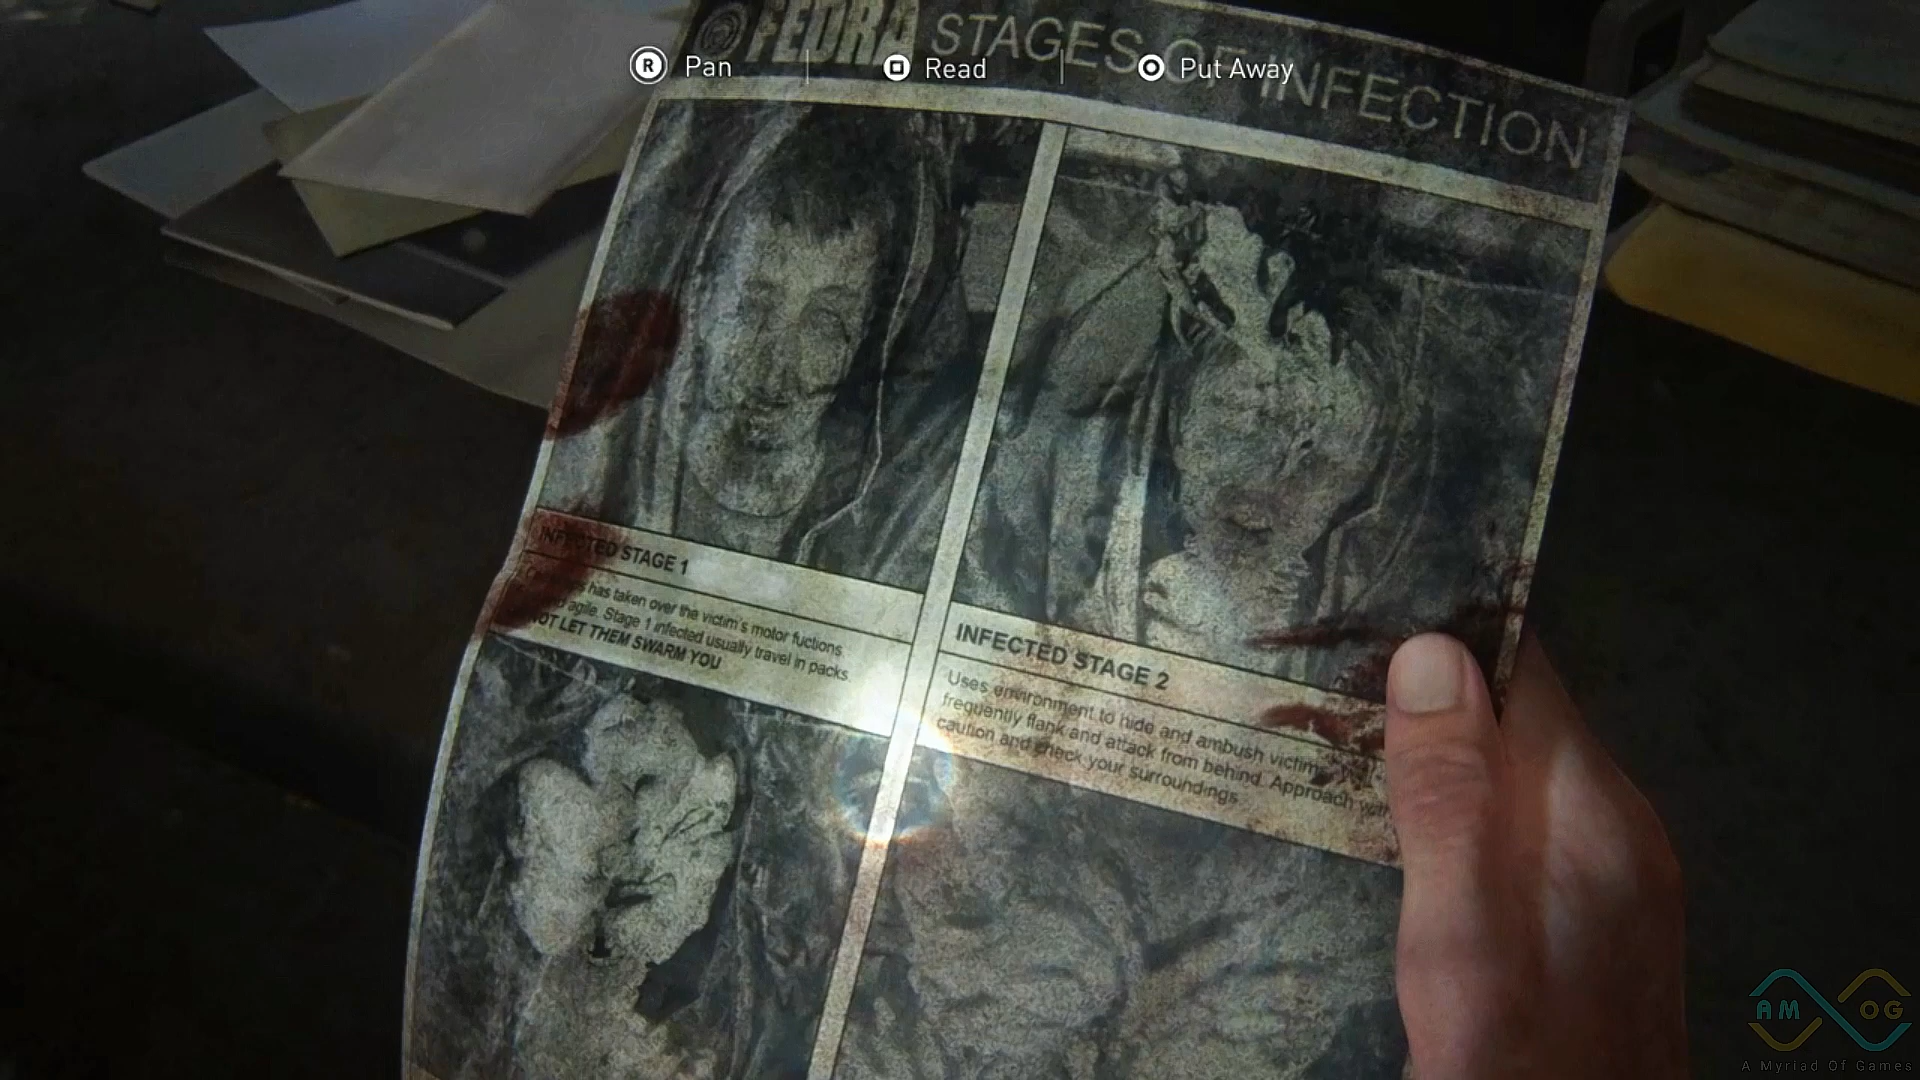 FEDRA STAGES OF INFECTION
R Pan Read Put Away
INFECTED STAGE 1
has taken over the victim's motor fuctions.
agile. Stage 1 infected usually travel in packs.
NOT LET THEM SWARM YOU
INFECTED STAGE 2
Uses environment to hide and ambush
frequently flank and attack from behind. Approach with
caution and check your surroundings
AM OG
A Myriad Of Games